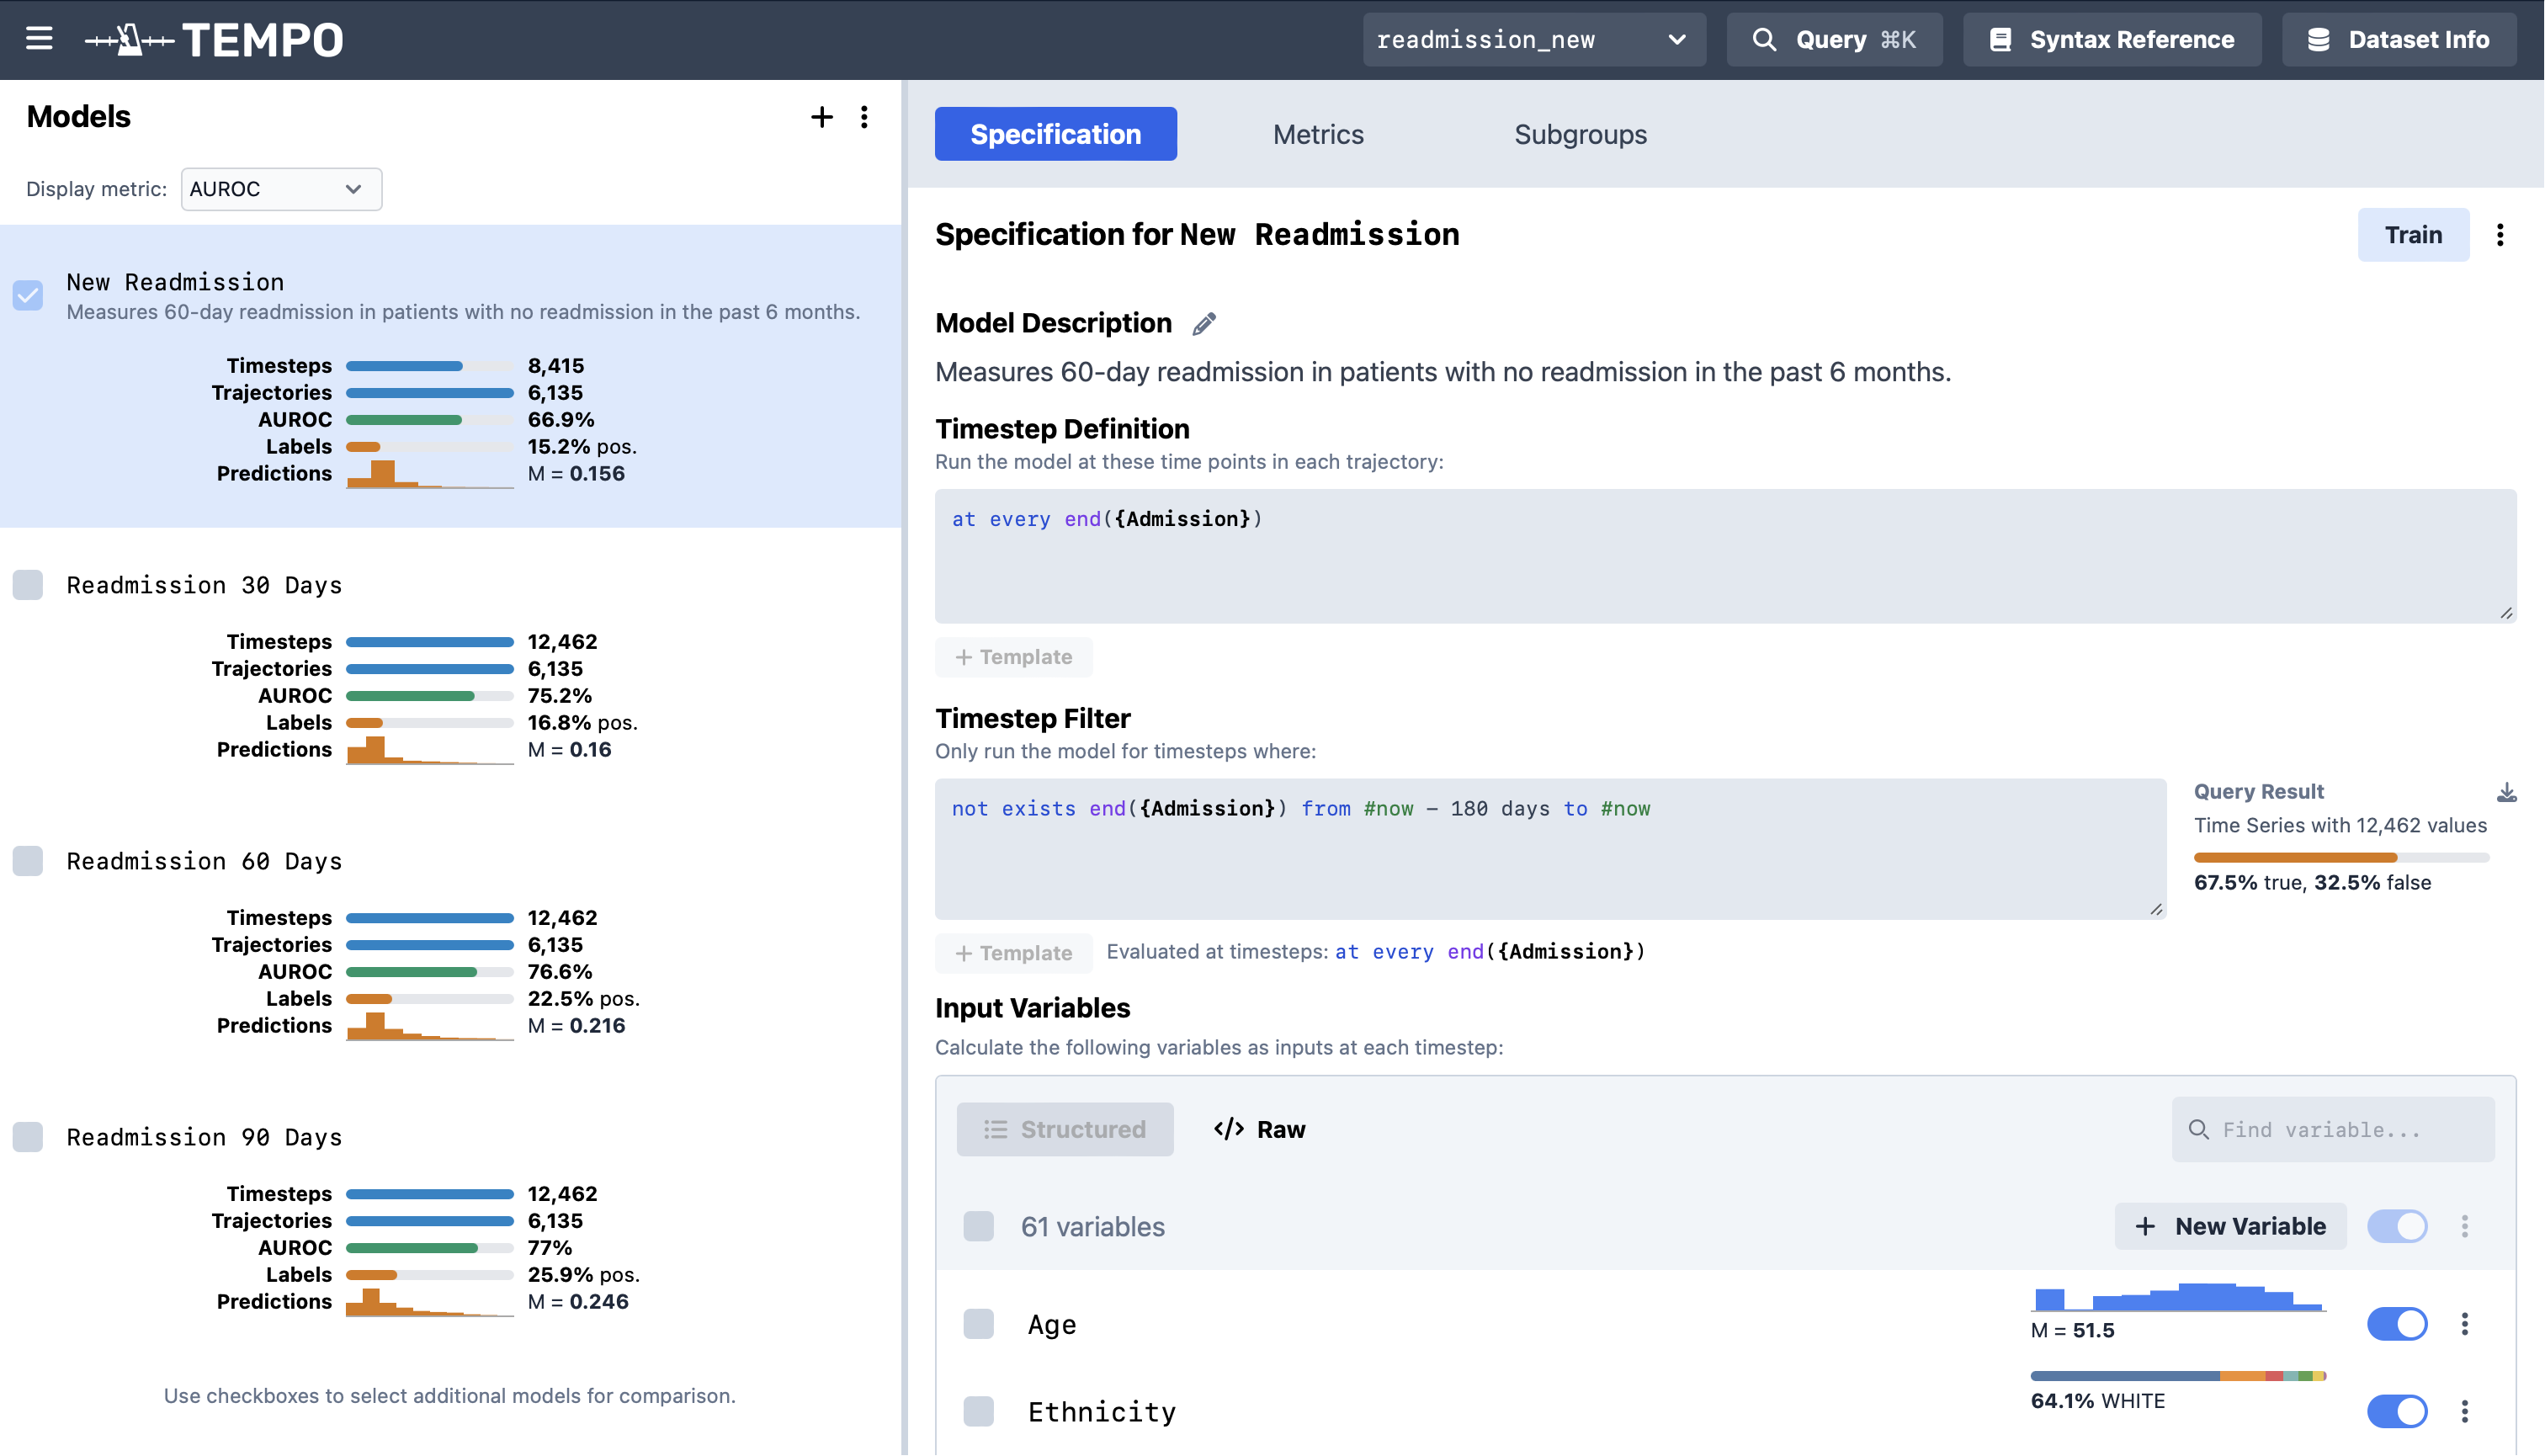 TEMPO
readmission_new
Query ⌘K
Syntax Reference
Dataset Info
Models
Display metric: AUROC
New Readmission
Measures 60-day readmission in patients with no readmission in the past 6 months.
Timesteps 8,415
Trajectories 6,135
AUROC 66.9%
Labels 15.2% pos.
Predictions M = 0.156
Readmission 30 Days
Timesteps 12,462
Trajectories 6,135
AUROC 75.2%
Labels 16.8% pos.
Predictions M = 0.16
Readmission 60 Days
Timesteps 12,462
Trajectories 6,135
AUROC 76.6%
Labels 22.5% pos.
Predictions M = 0.216
Readmission 90 Days
Timesteps 12,462
Trajectories 6,135
AUROC 77%
Labels 25.9% pos.
Predictions M = 0.246
Use checkboxes to select additional models for comparison.
Specification
Metrics
Subgroups
Specification for New Readmission
Train
Model Description
Measures 60-day readmission in patients with no readmission in the past 6 months.
Timestep Definition
Run the model at these time points in each trajectory:
at every end({Admission})
+ Template
Timestep Filter
Only run the model for timesteps where:
not exists end({Admission}) from #now - 180 days to #now
Query Result
Time Series with 12,462 values
67.5% true, 32.5% false
+ Template
Evaluated at timesteps: at every end({Admission})
Input Variables
Calculate the following variables as inputs at each timestep:
Structured
</> Raw
Find variable...
61 variables
+ New Variable
Age
M = 51.5
Ethnicity
64.1% WHITE